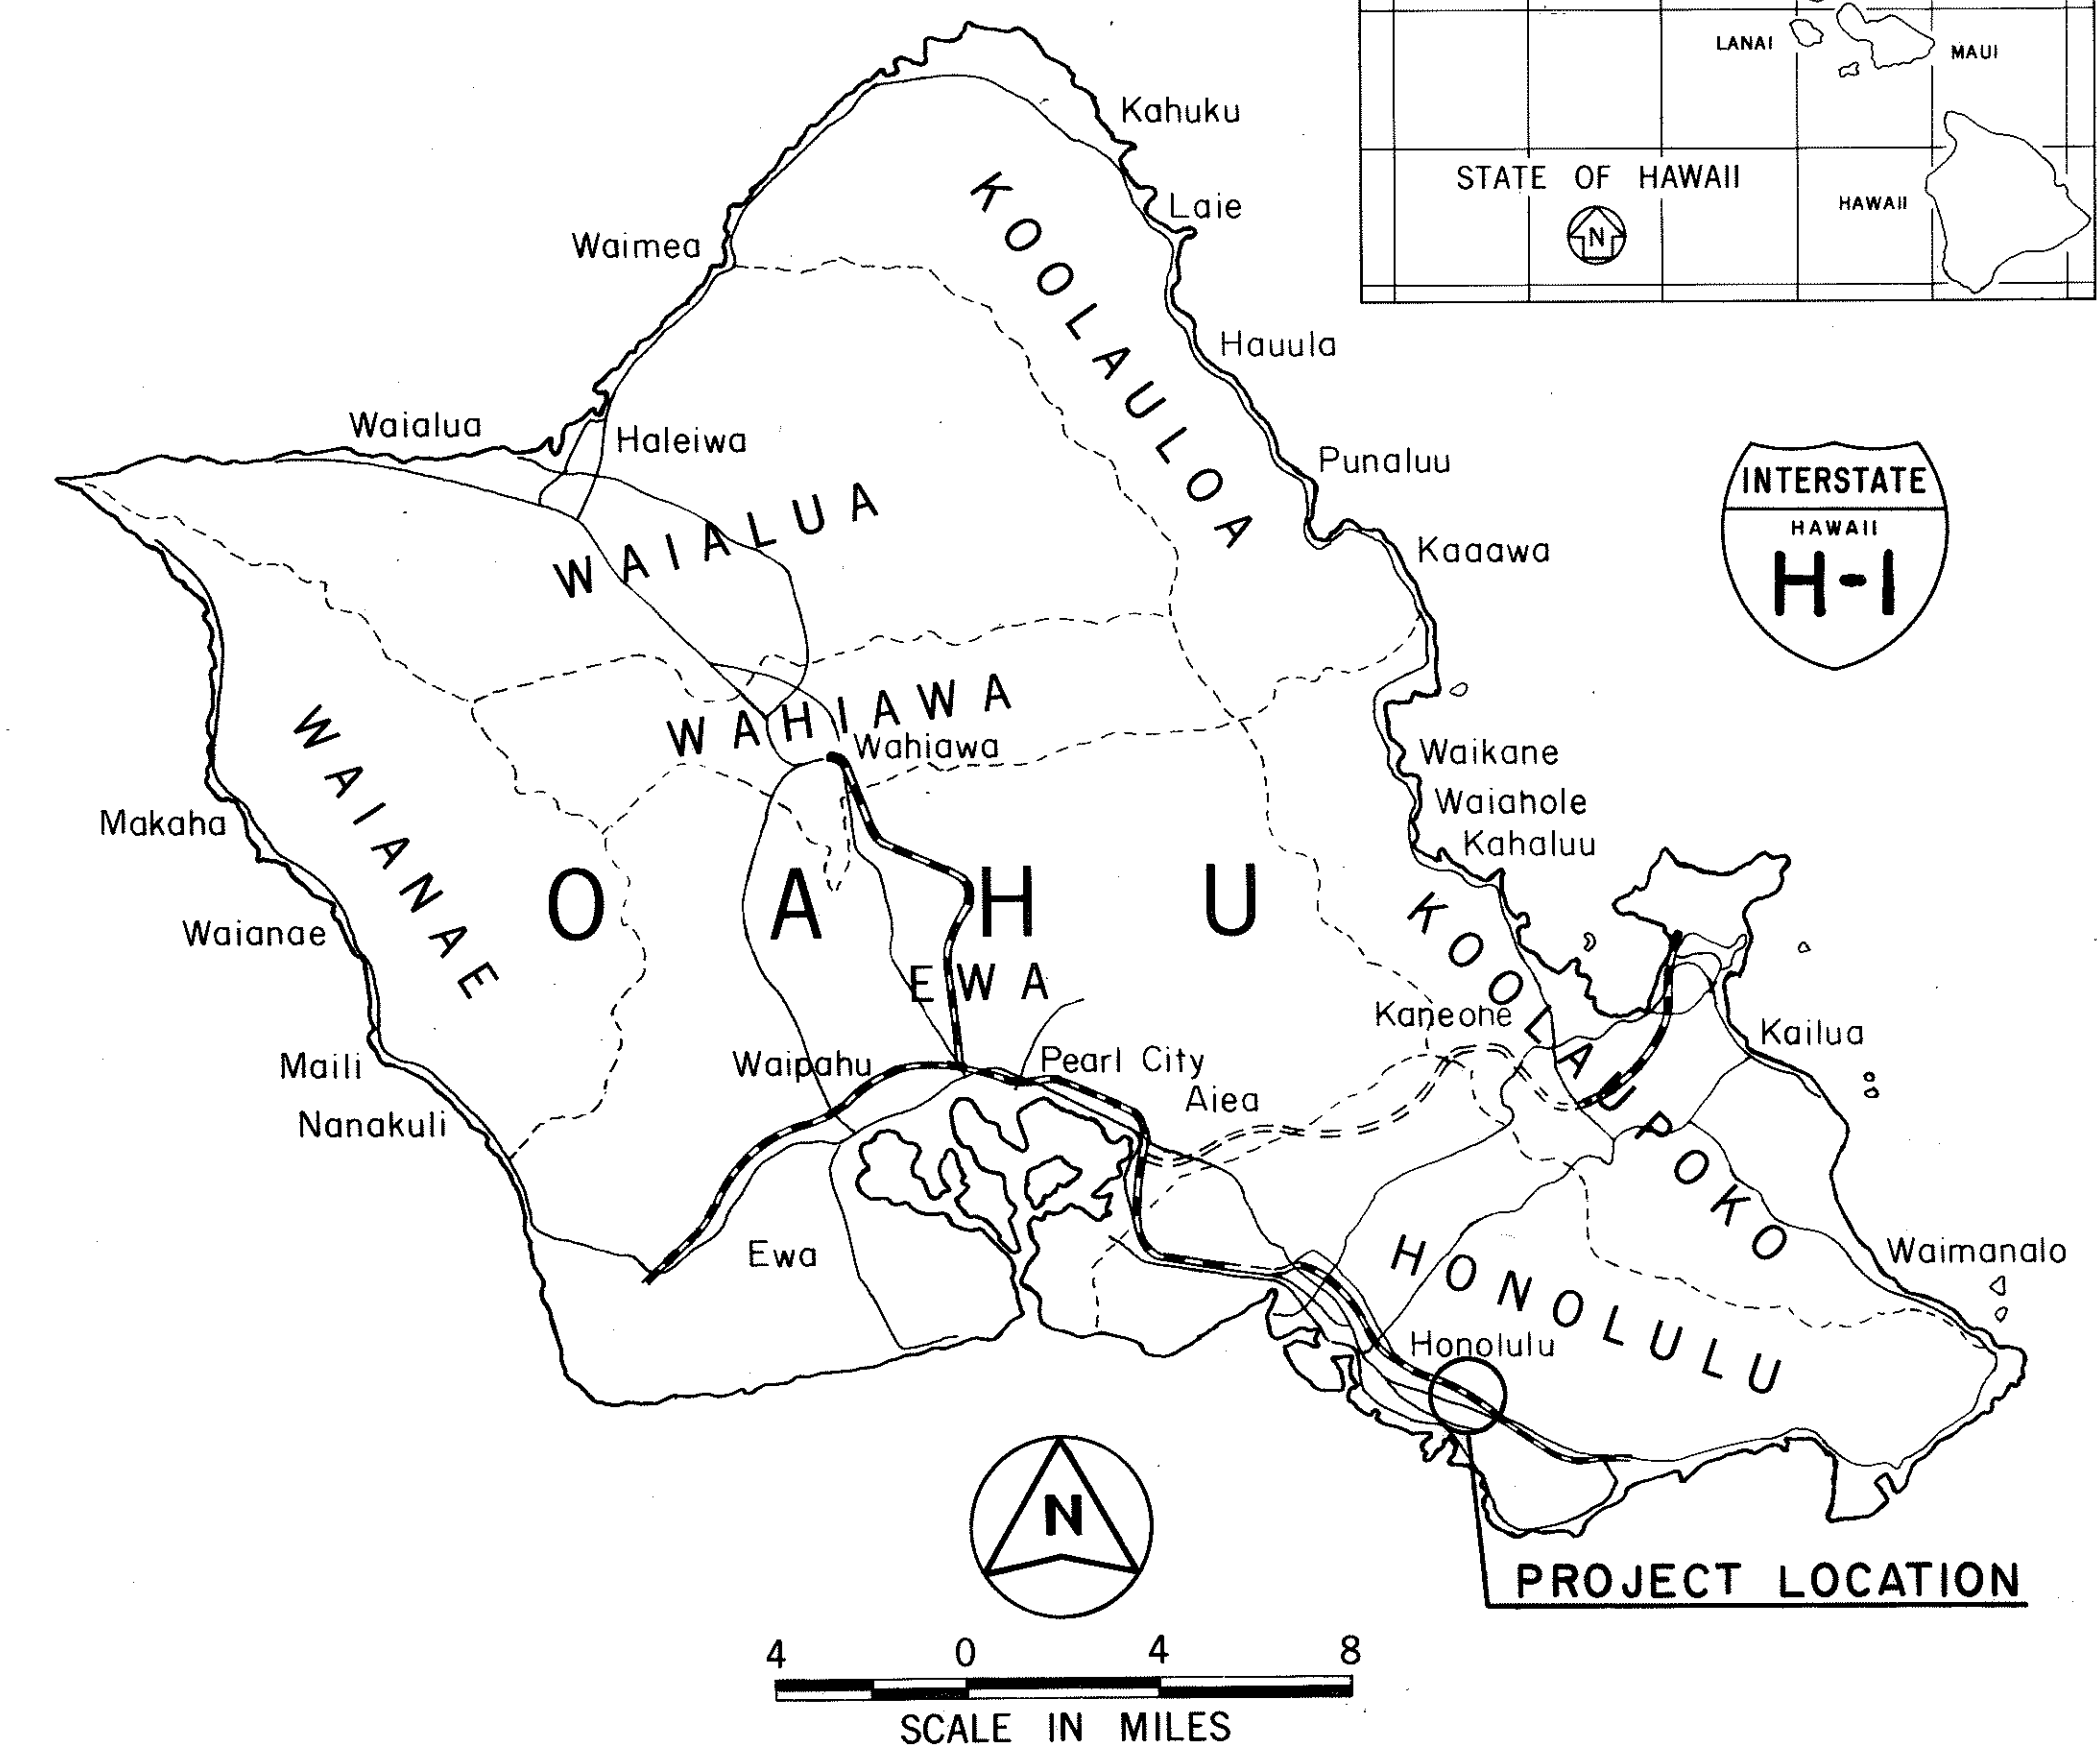 LANAI
MAUI
Kahuku
STATE OF HAWAII
HAWAII
N
KOOLAULOA
Laie
Waimea
Hauula
Waialua
Haleiwa
Punaluu
INTERSTATE
HAWAII
H-1
WAIALUA
Kaaawa
WAHIAWA
Wahiawa
WAIANAE
Waikane
Waiahole
Kahaluu
Makaha
OAHU
KOOLAUPOKO
Waianae
EWA
Kaneohe
Kailua
Maili
Waipahu
Pearl City
Aiea
Nanakuli
Ewa
HONOLULU
Waimanalo
Honolulu
N
PROJECT LOCATION
4 0 4 8
SCALE IN MILES